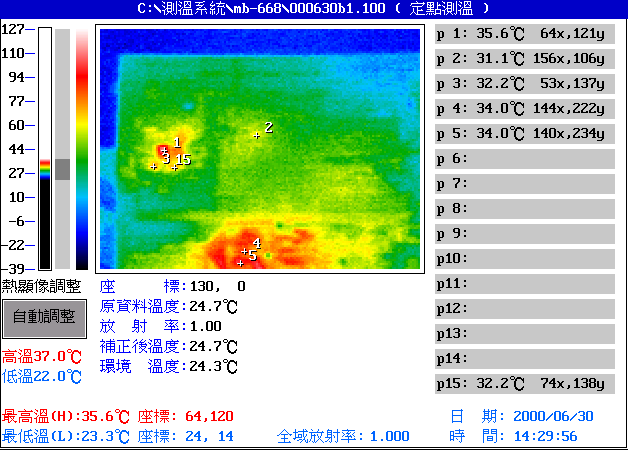 C:\測溫系統\mb-668\000630b1.100 ( 定點測溫 )
127
110
94
77
60
44
27
10
-6
-22
-39
1
2
3
15
4
5
p 1: 35.6℃ 64x,121y
p 2: 31.1℃ 156x,106y
p 3: 32.2℃ 53x,137y
p 4: 34.0℃ 144x,222y
p 5: 34.0℃ 140x,234y
p 6:
p 7:
p 8:
p 9:
p10:
p11:
p12:
p13:
p14:
p15: 32.2℃ 74x,138y
熱顯像調整
自動調整
高溫37.0℃
低溫22.0℃
座 標:130, 0
原資料溫度:24.7℃
放 射 率:1.00
補正後溫度:24.7℃
環境 溫度:24.3℃
最高溫(H):35.6℃ 座標: 64,120
最低溫(L):23.3℃ 座標: 24, 14
全域放射率: 1.000
日 期: 2000/06/30
時 間: 14:29:56